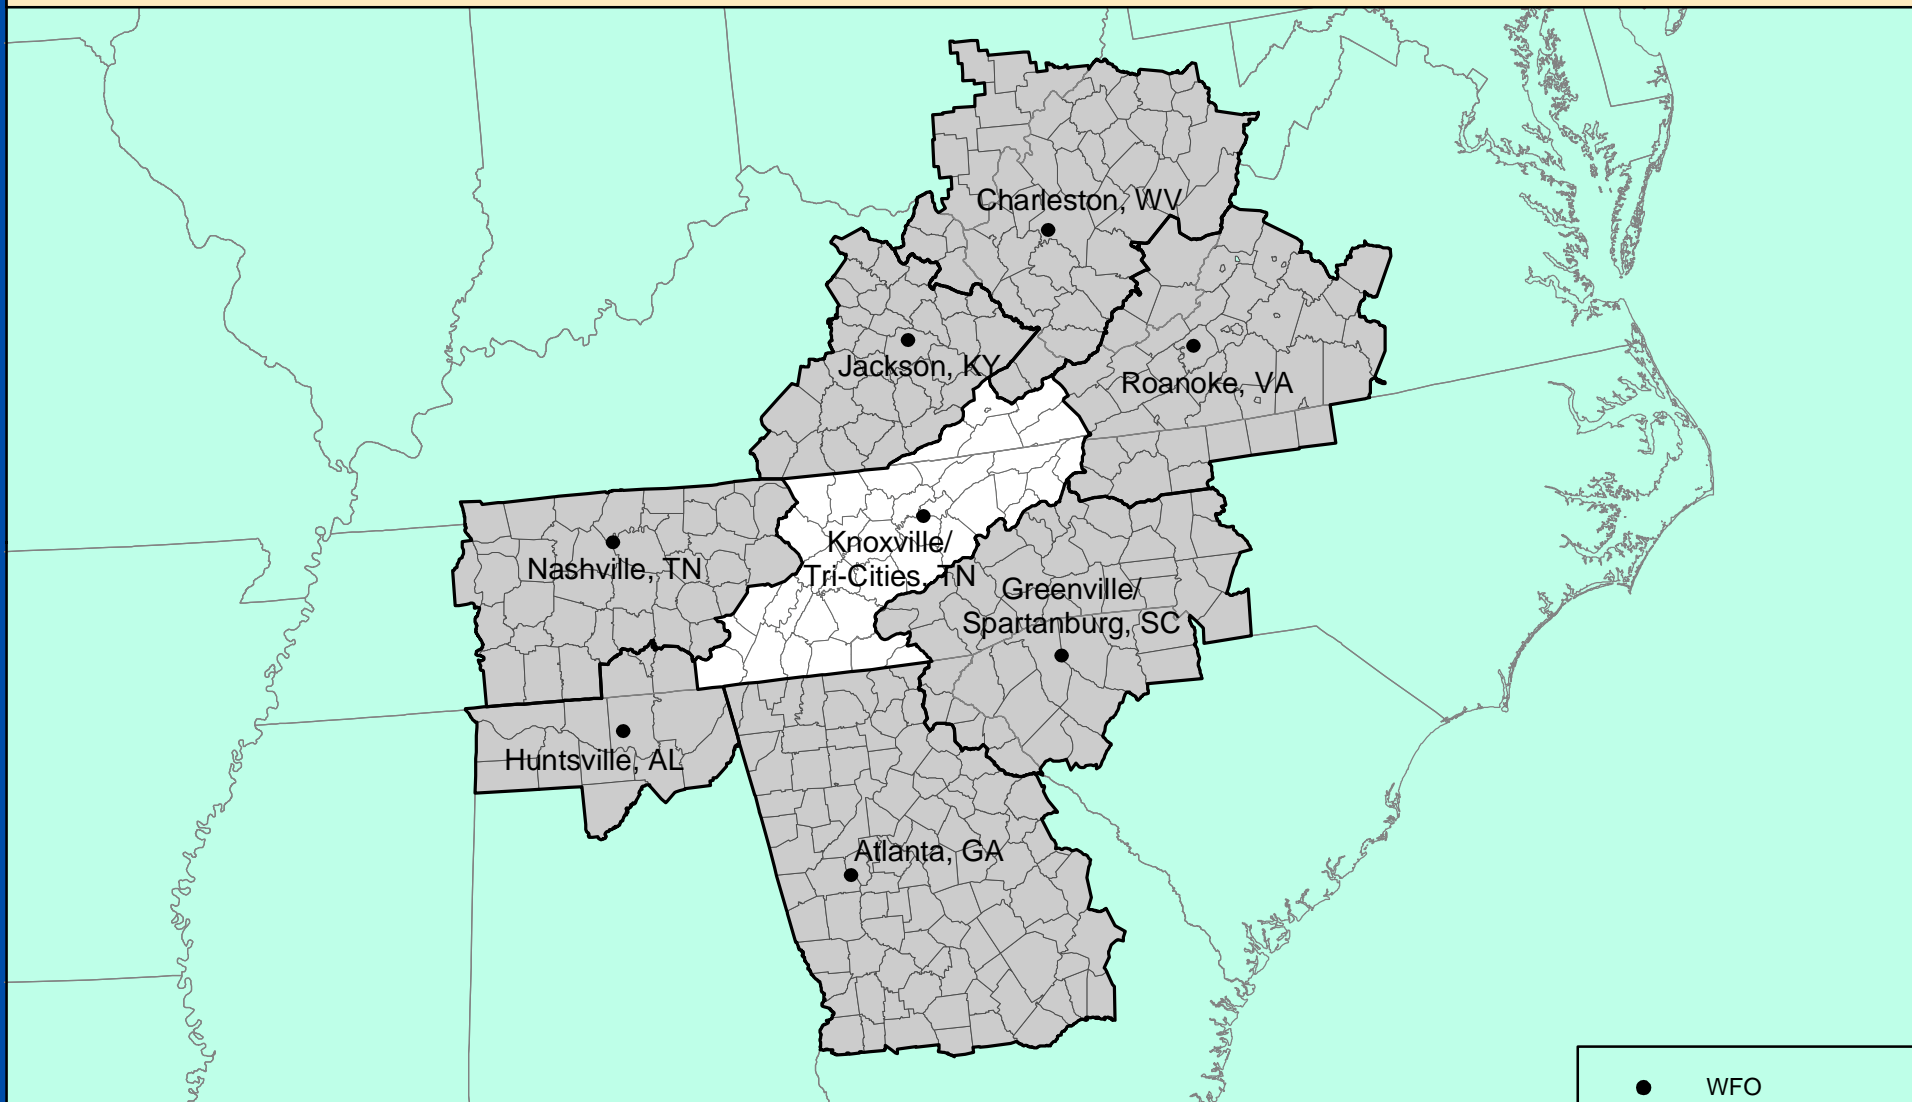 Charleston, WV
Jackson, KY
Roanoke, VA
Knoxville/
Tri-Cities, TN
Nashville, TN
Greenville/
Spartanburg, SC
Huntsville, AL
Atlanta, GA
WFO